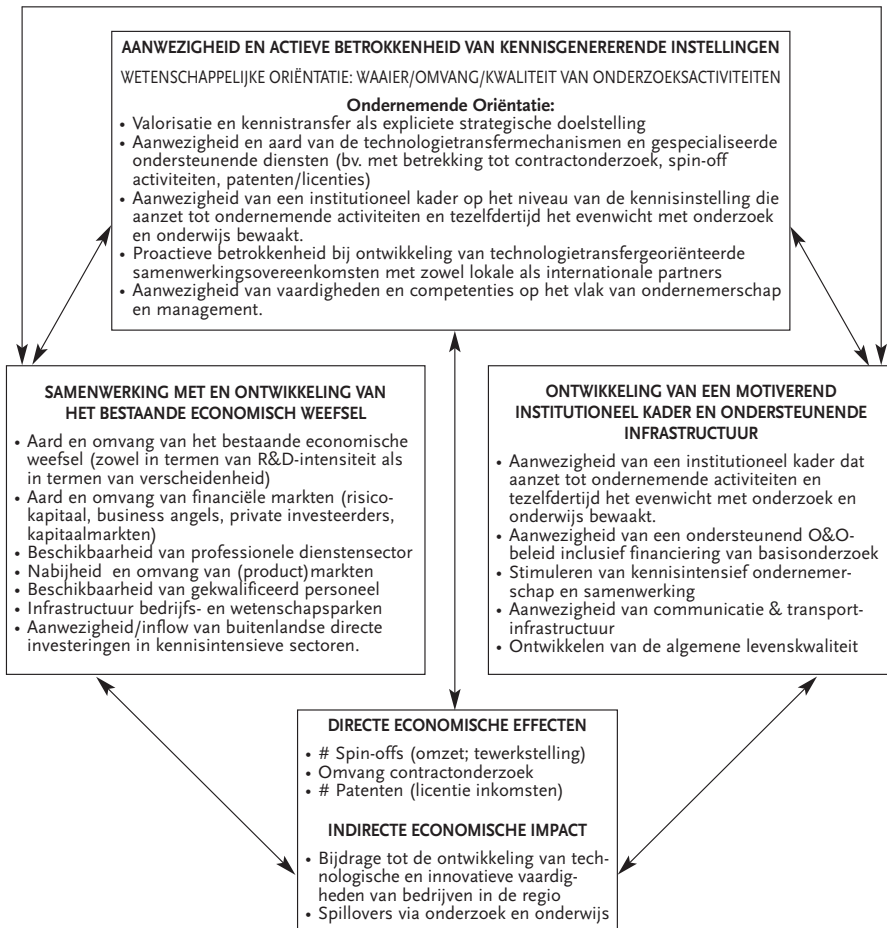 AANWEZIGHEID EN ACTIEVE BETROKKENHEID VAN KENNISGENERERENDE INSTELLINGEN
WETENSCHAPPELIJKE ORIËNTATIE: WAAIER/OMVANG/KWALITEIT VAN ONDERZOEKSACTIVITEITEN
Ondernemende Oriëntatie:
• Valorisatie en kennistransfer als expliciete strategische doelstelling
• Aanwezigheid en aard van de technologietransfermechanismen en gespecialiseerde
ondersteunende diensten (bv. met betrekking tot contractonderzoek, spin-off
activiteiten, patenten/licenties)
• Aanwezigheid van een institutioneel kader op het niveau van de kennisinstelling die
aanzet tot ondernemende activiteiten en tezelfdertijd het evenwicht met onderzoek
en onderwijs bewaakt.
• Proactieve betrokkenheid bij ontwikkeling van technologietransfergeoriënteerde
samenwerkingsovereenkomsten met zowel lokale als internationale partners
• Aanwezigheid van vaardigheden en competenties op het vlak van ondernemerschap
en management.
SAMENWERKING MET EN ONTWIKKELING VAN
HET BESTAANDE ECONOMISCH WEEFSEL
• Aard en omvang van het bestaande economische
weefsel (zowel in termen van R&D-intensiteit als
in termen van verscheidenheid)
• Aard en omvang van financiële markten (risico-
kapitaal, business angels, private investeerders,
kapitaalmarkten)
• Beschikbaarheid van professionele dienstensector
• Nabijheid en omvang van (product)markten
• Beschikbaarheid van gekwalificeerd personeel
• Infrastructuur bedrijfs- en wetenschapsparken
• Aanwezigheid/inflow van buitenlandse directe
investeringen in kennisintensieve sectoren.
ONTWIKKELING VAN EEN MOTIVEREND
INSTITUTIONEEL KADER EN ONDERSTEUNENDE
INFRASTRUCTUUR
• Aanwezigheid van een institutioneel kader dat
aanzet tot ondernemende activiteiten en
tezelfdertijd het evenwicht met onderzoek en
onderwijs bewaakt.
• Aanwezigheid van een ondersteunend O&O-
beleid inclusief financiering van basisonderzoek
• Stimuleren van kennisintensief ondernemer-
schap en samenwerking
• Aanwezigheid van communicatie & transport-
infrastructuur
• Ontwikkelen van de algemene levenskwaliteit
DIRECTE ECONOMISCHE EFFECTEN
• # Spin-offs (omzet; tewerkstelling)
• Omvang contractonderzoek
• # Patenten (licentie inkomsten)
INDIRECTE ECONOMISCHE IMPACT
• Bijdrage tot de ontwikkeling van tech-
nologische en innovatieve vaardig-
heden van bedrijven in de regio
• Spillovers via onderzoek en onderwijs